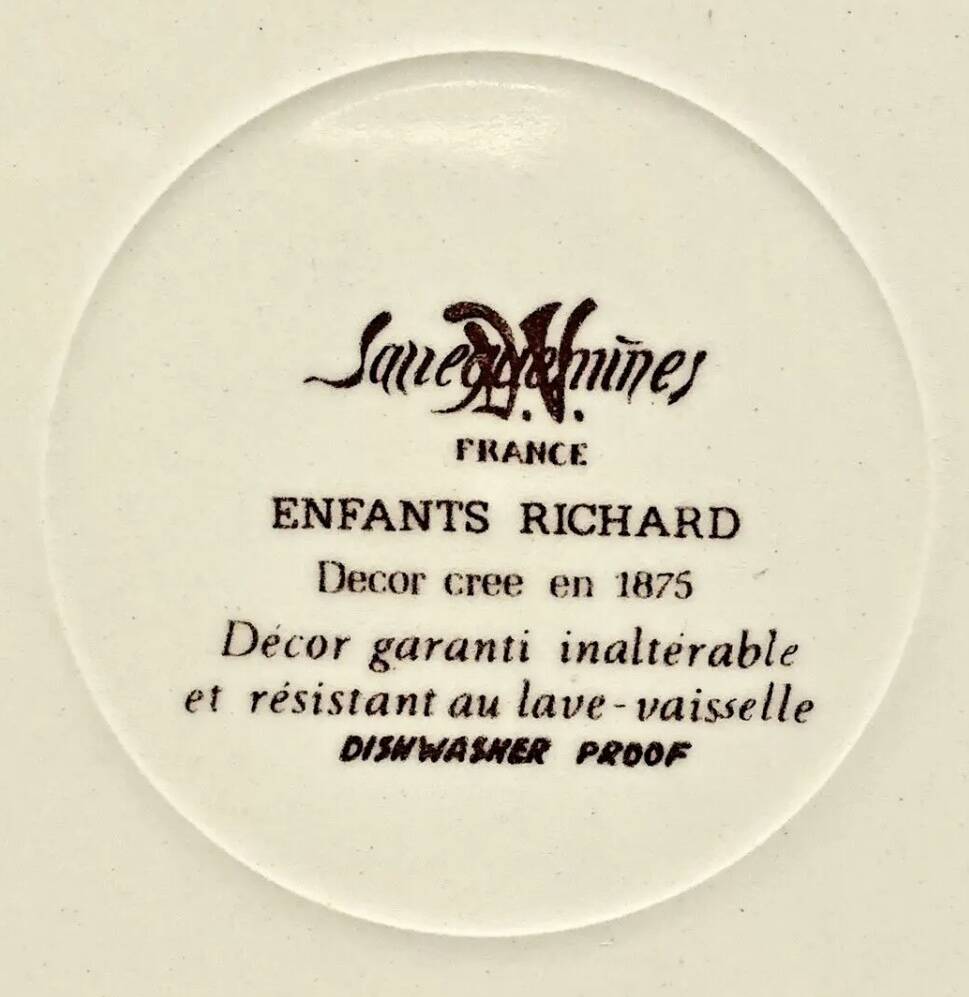 Sarreguemines
D.V.
FRANCE
ENFANTS RICHARD
Decor cree en 1875
Décor garanti inaltérable
et résistant au lave-vaisselle
DISHWASHER PROOF